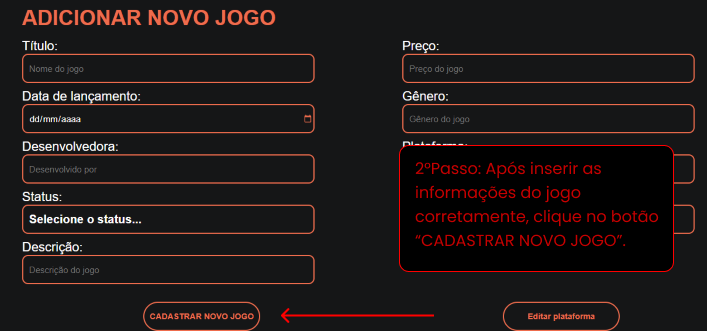 ADICIONAR NOVO JOGO
Título:
Nome do jogo
Preço:
Preço do jogo
Data de lançamento:
dd/mm/aaaa
Gênero:
Gênero do jogo
Desenvolvedora:
Desenvolvido por
Plataforma:
2ºPasso: Após inserir as
informações do jogo
corretamente, clique no botão
“CADASTRAR NOVO JOGO”.
Status:
Selecione o status...
Descrição:
Descrição do jogo
CADASTRAR NOVO JOGO
Editar plataforma